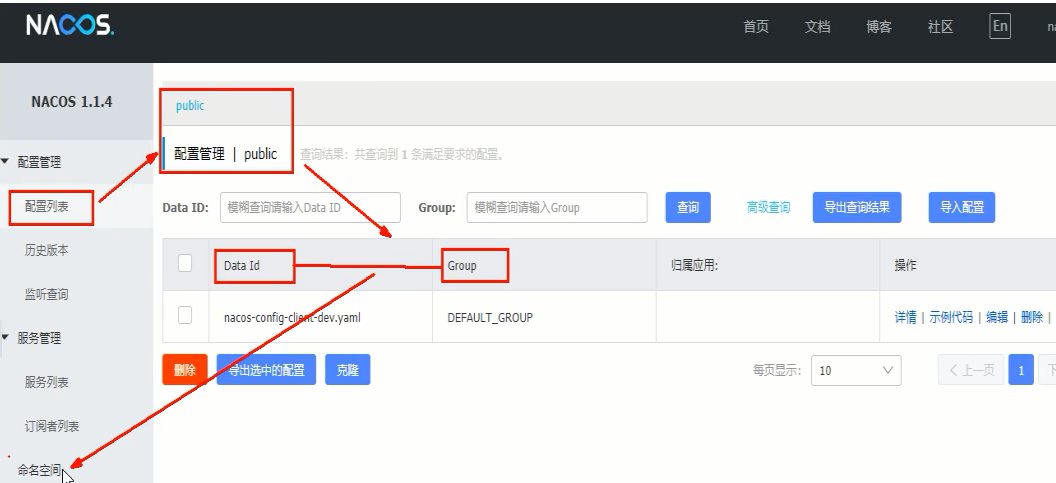 NACOS.
首页 文档 博客 社区 En na
NACOS 1.1.4
public
配置管理
配置管理 | public 查询结果：共查询到 1 条满足要求的配置。
配置列表
Data ID: 模糊查询请输入Data ID Group: 模糊查询请输入Group 查询 高级查询 导出查询结果 导入配置
历史版本
Data Id Group 归属应用: 操作
监听查询
nacos-config-client-dev.yaml DEFAULT_GROUP 详情 | 示例代码 | 编辑 | 删除 |
服务管理
删除 导出选中的配置 克隆 每页显示: 10 上一页 1 下
服务列表
订阅者列表
命名空间